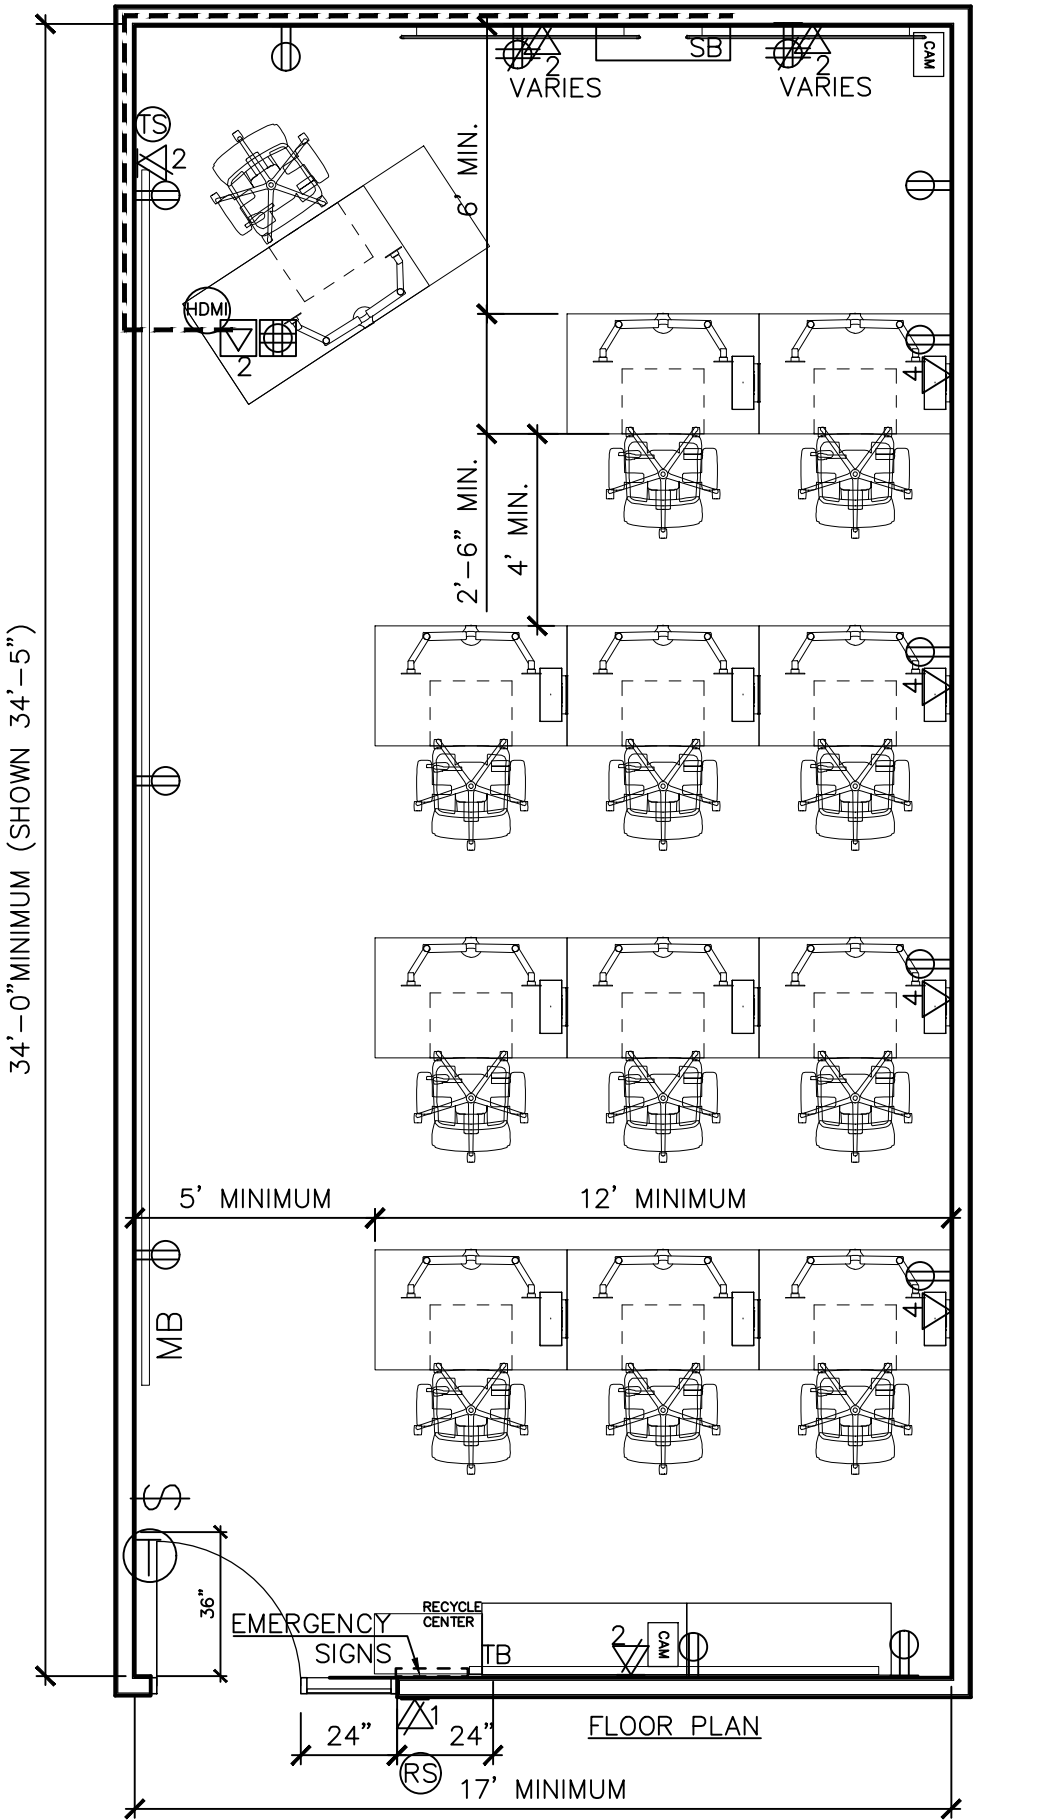 SB
CAM
2
2
VARIES
VARIES
TS
2
6' MIN.
HDMI
2
4
2'-6” MIN.
4' MIN.
4
34'-0”MINIMUM (SHOWN 34'-5”)
4
5' MINIMUM
12' MINIMUM
4
MB
S
T
36”
RECYCLE
CENTER
EMERGENCY
SIGNS
TB
2
CAM
1
24”
24”
FLOOR PLAN
RS
17' MINIMUM